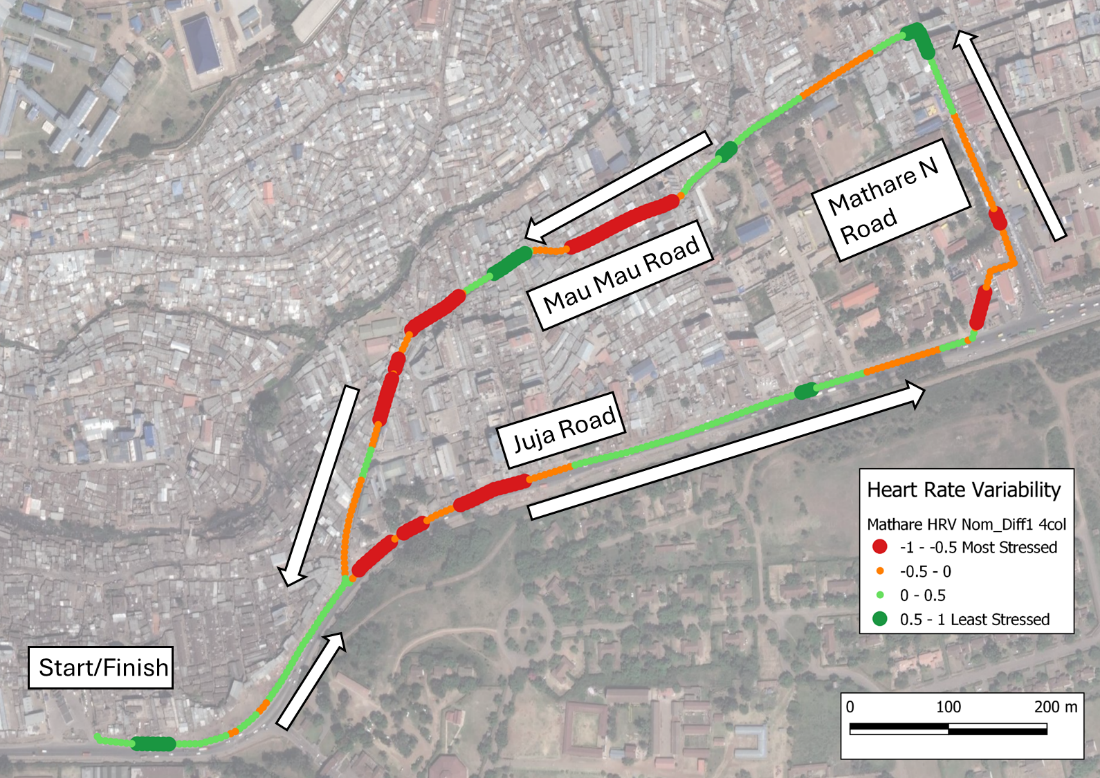 Mathare N
Road
Mau Mau Road
Juja Road
Start/Finish
Heart Rate Variability
Mathare HRV Nom_Diff1 4col
-1 - -0.5 Most Stressed
-0.5 - 0
0 - 0.5
0.5 - 1 Least Stressed
0 100 200 m